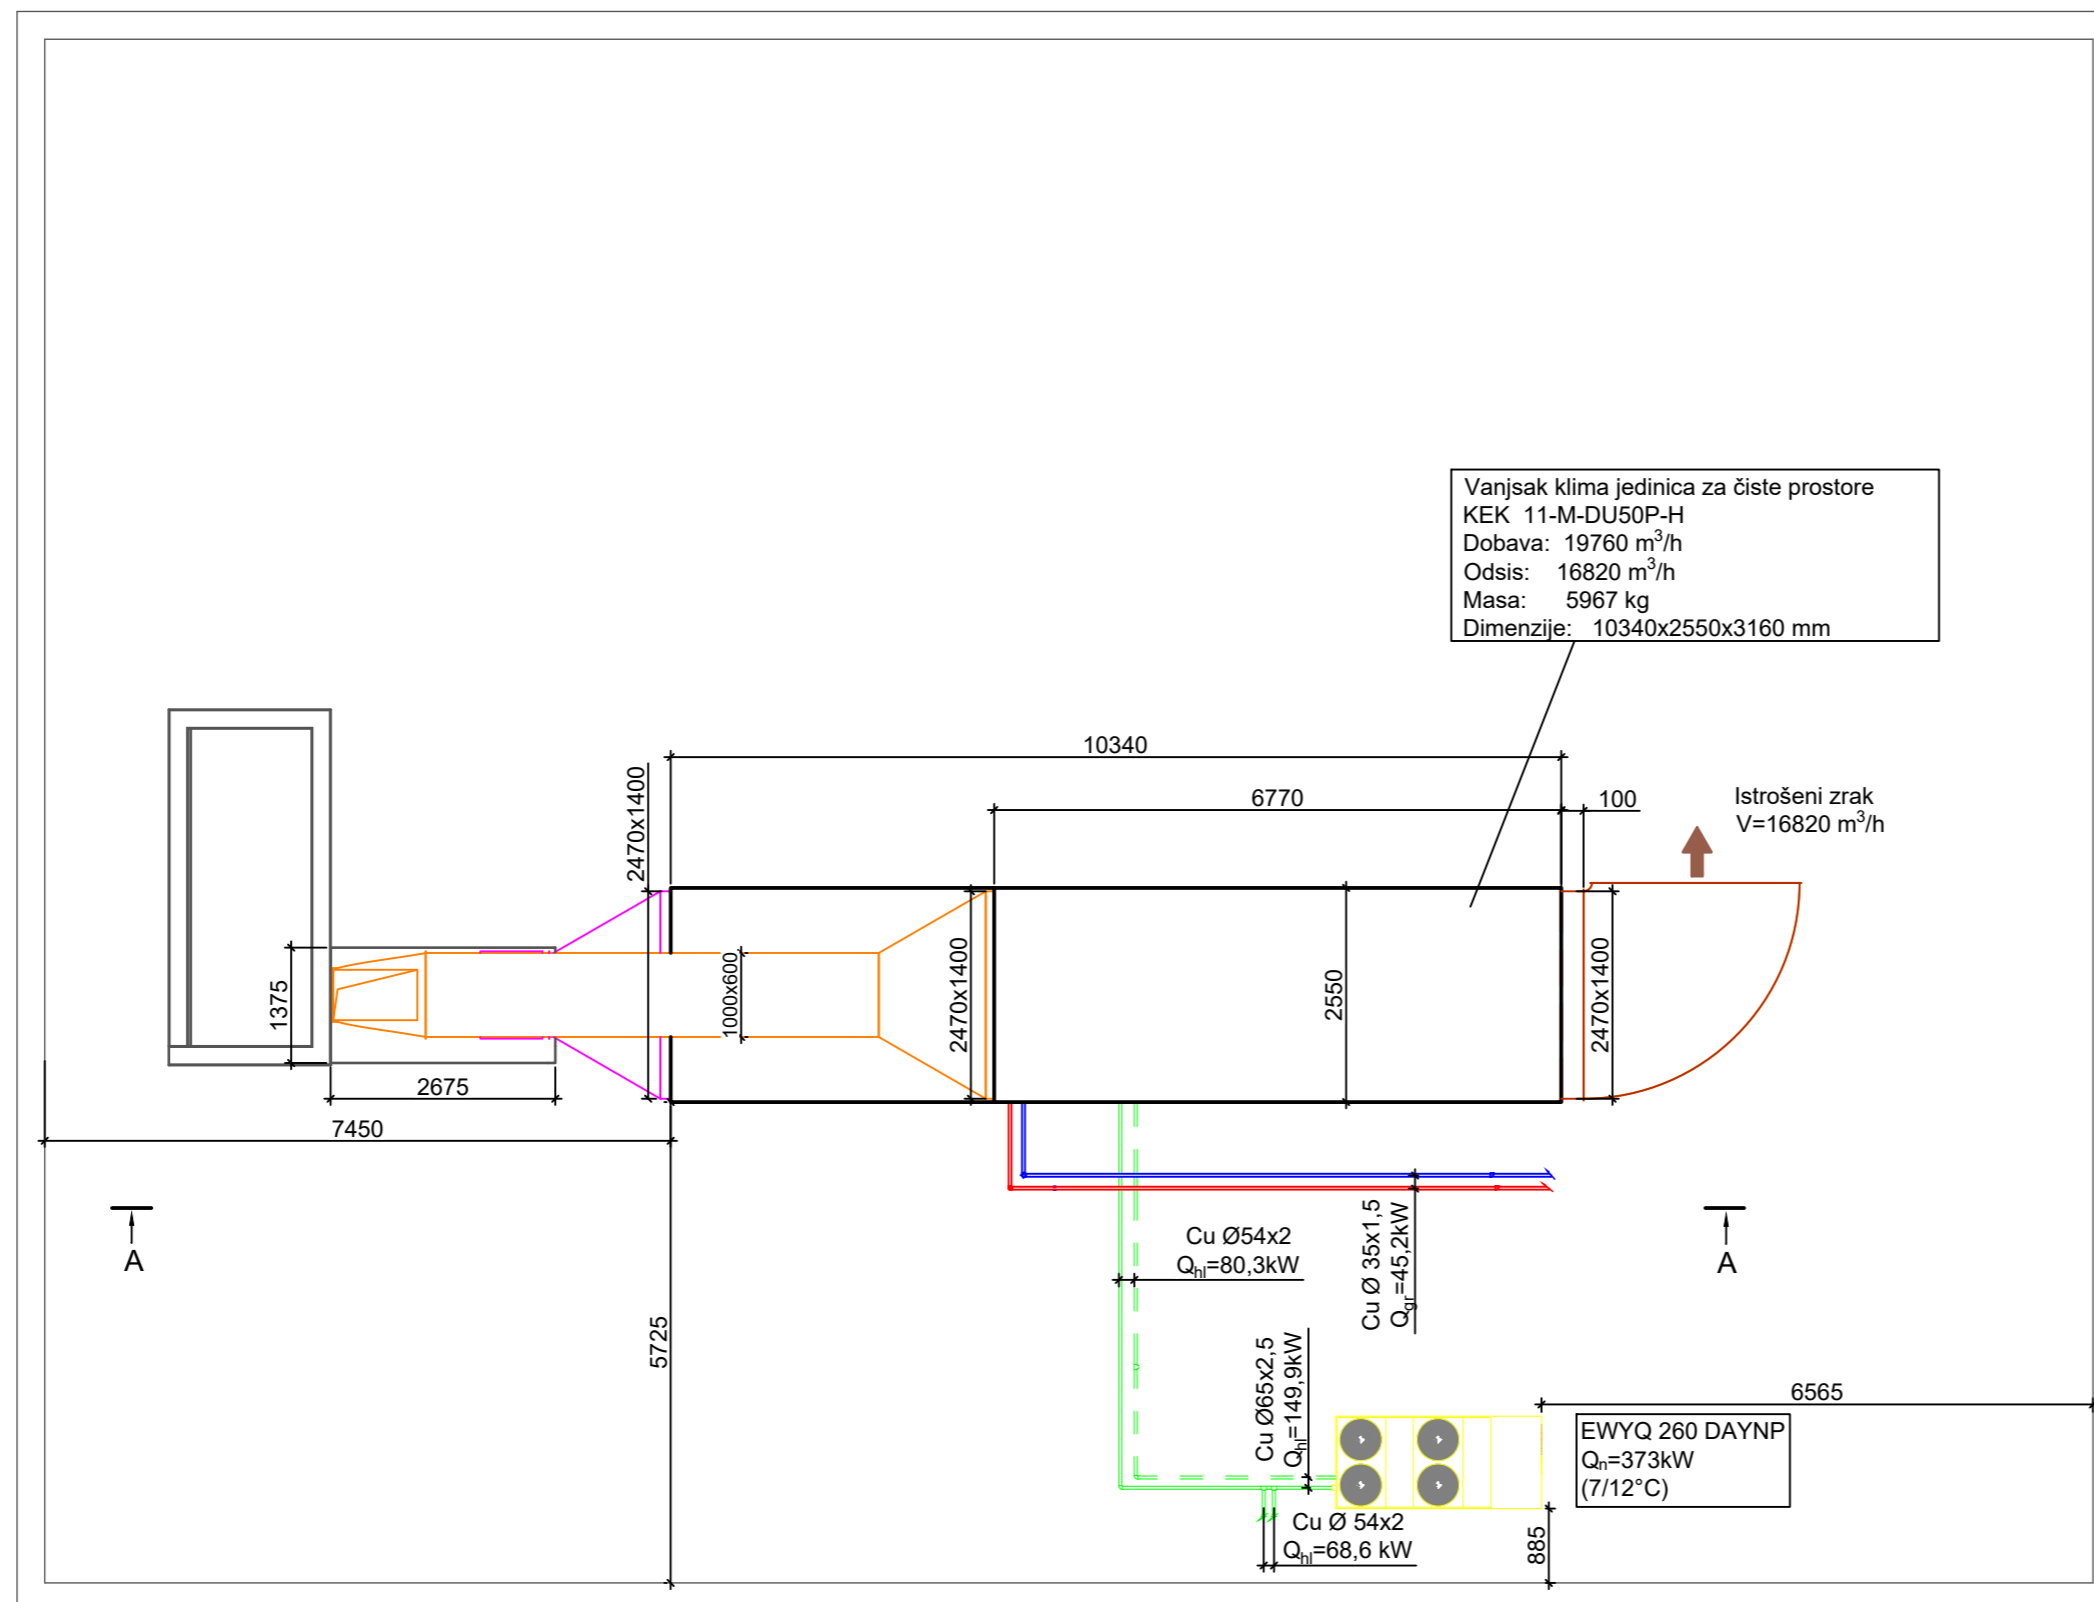 Vanjsak klima jedinica za čiste prostore
KEK 11-M-DU50P-H
Dobava: 19760 m³/h
Odsis: 16820 m³/h
Masa: 5967 kg
Dimenzije: 10340x2550x3160 mm
10340
6770
100
Istrošeni zrak
V=16820 m³/h
2470x1400
1375
1000x600
2470x1400
2550
2470x1400
2675
7450
A
A
Cu Ø54x2
Qhl=80,3kW
Cu Ø 35x1,5
Qgr=45,2kW
5725
Cu Ø65x2,5
Qhl=149,9kW
6565
EWYQ 260 DAYNP
Qn=373kW
(7/12°C)
Cu Ø 54x2
Qhl=68,6 kW
885